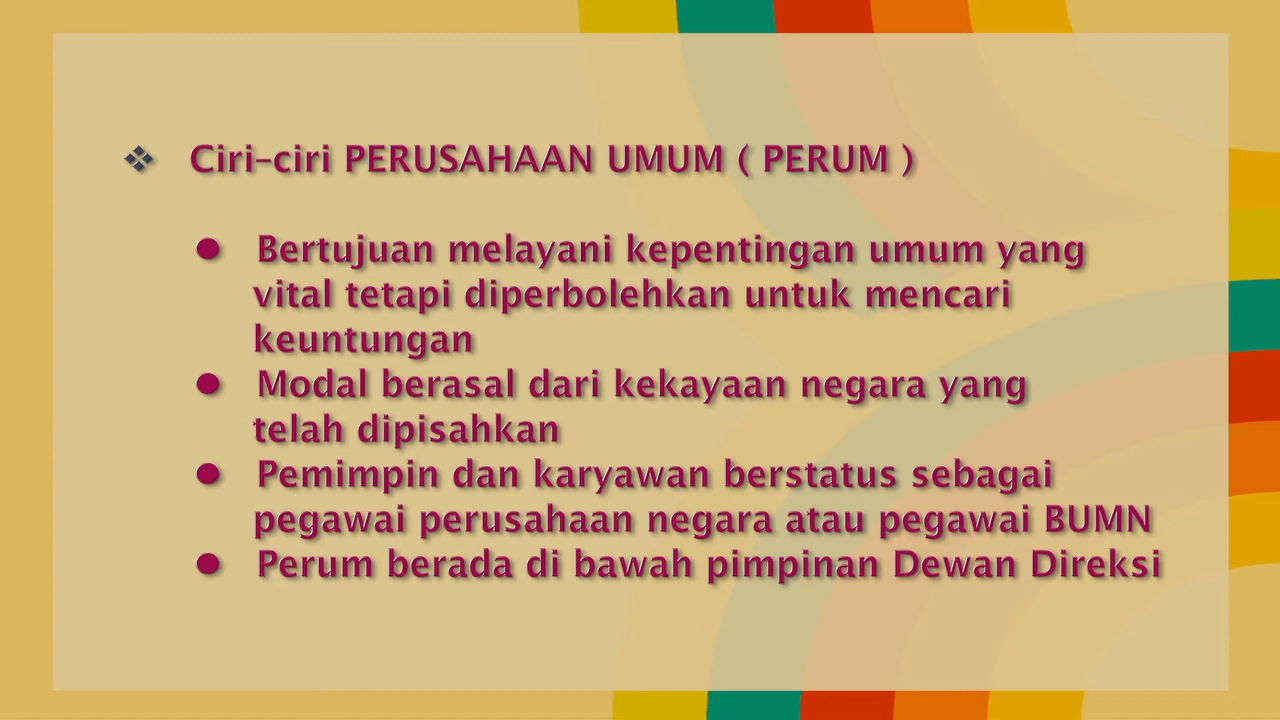 ❖ Ciri-ciri PERUSAHAAN UMUM ( PERUM )
● Bertujuan melayani kepentingan umum yang
vital tetapi diperbolehkan untuk mencari
keuntungan
● Modal berasal dari kekayaan negara yang
telah dipisahkan
● Pemimpin dan karyawan berstatus sebagai
pegawai perusahaan negara atau pegawai BUMN
● Perum berada di bawah pimpinan Dewan Direksi